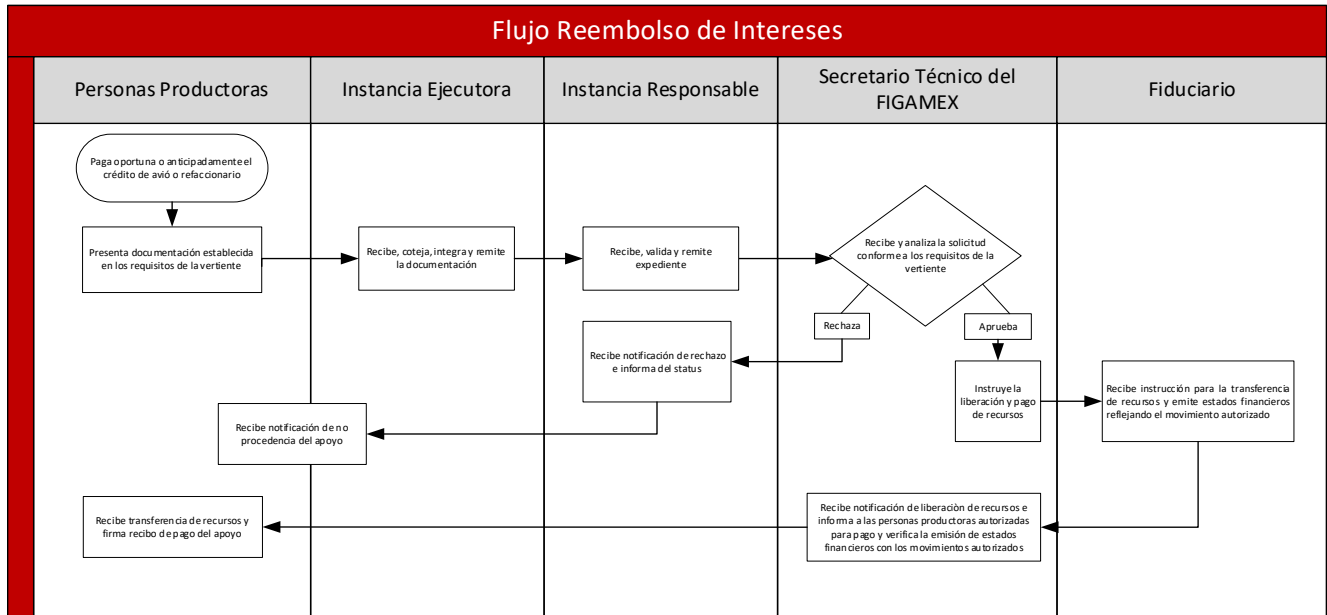 Flujo Reembolso de Intereses
Personas Productoras
Instancia Ejecutora
Instancia Responsable
Secretario Técnico del
FIGAMEX
Fiduciario
Paga oportuna o anticipadamente el
crédito de avió o refaccionario
Presenta documentación establecida
en los requisitos de la vertiente
Recibe, coteja, integra y remite
la documentación
Recibe, valida y remite
expediente
Recibe y analiza la solicitud
conforme a los requisitos de la
vertiente
Rechaza
Aprueba
Recibe notificación de rechazo
e informa del status
Instruye la
liberación y pago
de recursos
Recibe instrucción para la transferencia
de recursos y emite estados financieros
reflejando el movimiento autorizado
Recibe notificación de no
procedencia del apoyo
Recibe transferencia de recursos y
firma recibo de pago del apoyo
Recibe notificación de liberaciòn de recursos e
informa a las personas productoras autorizadas
para pago y verifica la emisión de estados
financieros con los movimientos autorizados